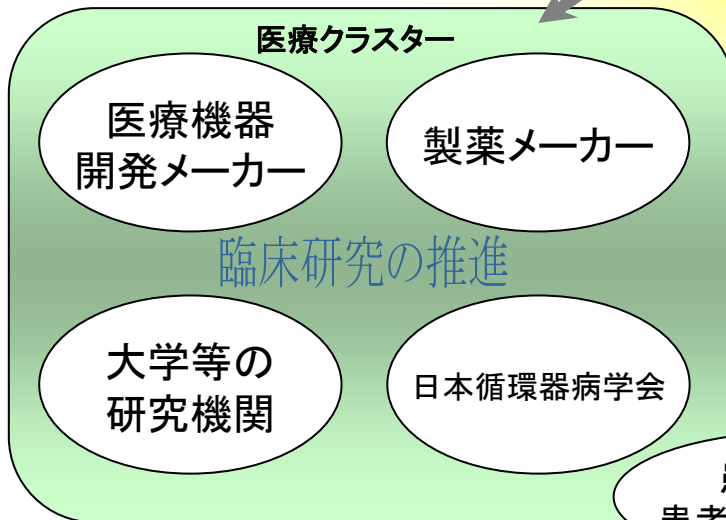 医療クラスター
医療機器
開発メーカー
製薬メーカー
臨床研究の推進
大学等の
研究機関
日本循環器病学会